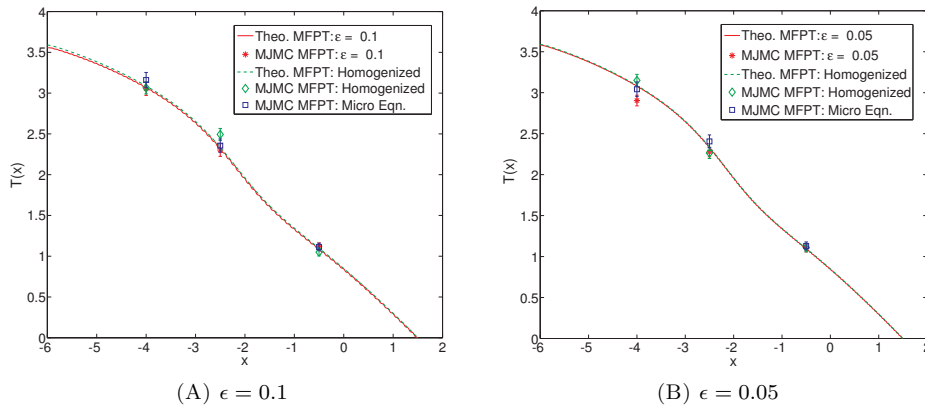 4
3.5
3
2.5
2
1.5
1
0.5
0
T(x)
-6 -5 -4 -3 -2 -1 0 1 2
x
Theo. MFPT: ε = 0.1
MJMC MFPT: ε = 0.1
Theo. MFPT: Homogenized
MJMC MFPT: Homogenized
MJMC MFPT: Micro Eqn.
(A) ϵ = 0.1
4
3.5
3
2.5
2
1.5
1
0.5
0
T(x)
-6 -5 -4 -3 -2 -1 0 1 2
x
Theo. MFPT: ε = 0.05
MJMC MFPT: ε = 0.05
Theo. MFPT: Homogenized
MJMC MFPT: Homogenized
MJMC MFPT: Micro Eqn.
(B) ϵ = 0.05